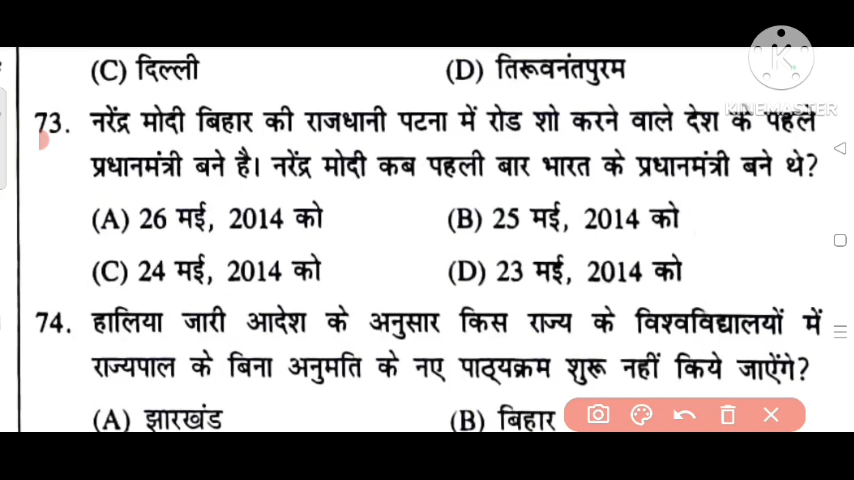 (C) दिल्ली (D) तिरूवनंतपुरम
KINEMASTER
73. नरेंद्र मोदी बिहार की राजधानी पटना में रोड शो करने वाले देश के पहले
प्रधानमंत्री बने है। नरेंद्र मोदी कब पहली बार भारत के प्रधानमंत्री बने थे?
(A) 26 मई, 2014 को (B) 25 मई, 2014 को
(C) 24 मई, 2014 को (D) 23 मई, 2014 को
74. हालिया जारी आदेश के अनुसार किस राज्य के विश्वविद्यालयों में
राज्यपाल के बिना अनुमति के नए पाठ्यक्रम शुरू नहीं किये जाऐंगे?
(A) झारखंड (B) बिहार